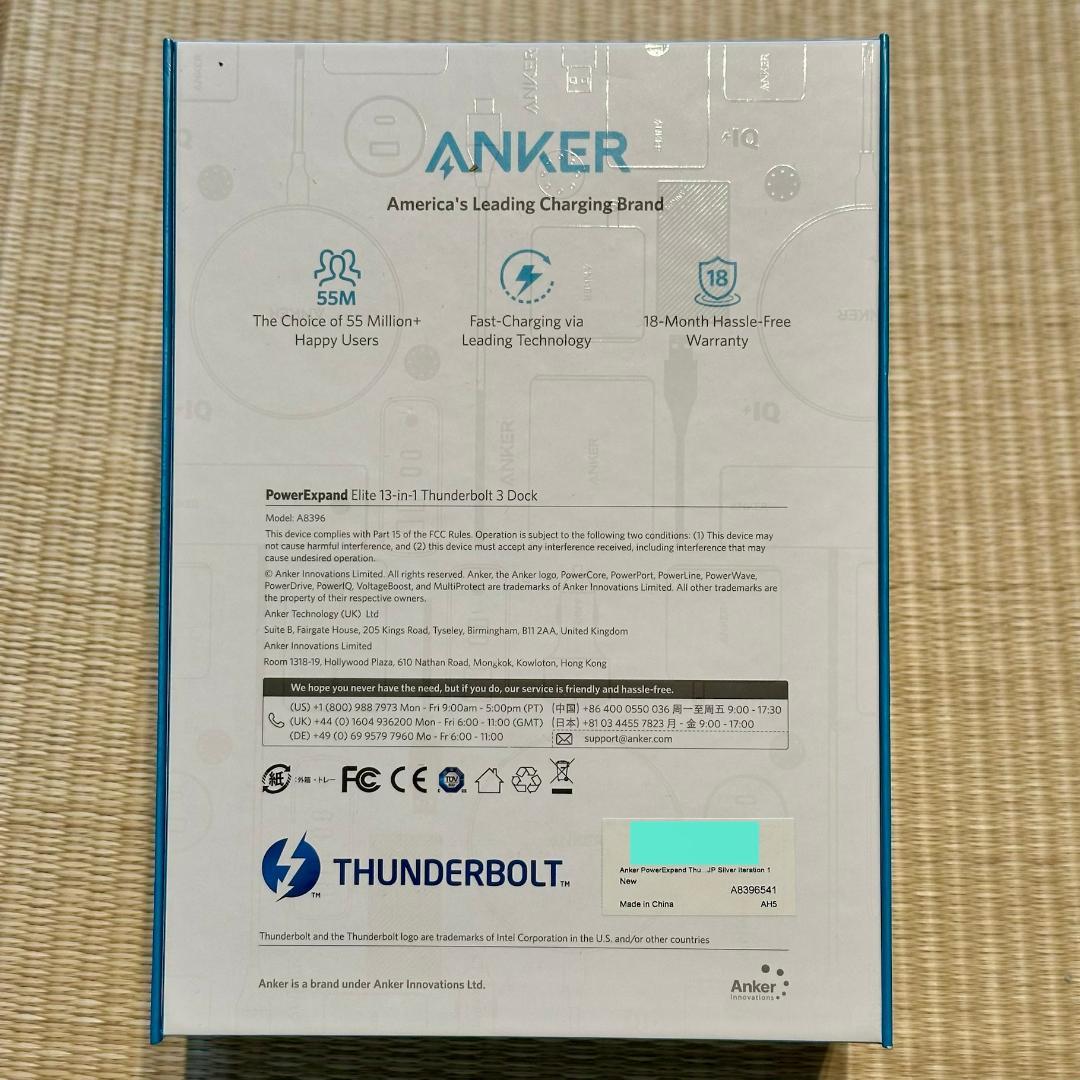 ANKER
America's Leading Charging Brand
55M
The Choice of 55 Million+
Happy Users
Fast-Charging via
Leading Technology
18
18-Month Hassle-Free
Warranty
PowerExpand Elite 13-in-1 Thunderbolt 3 Dock
Model: A8396
This device complies with Part 15 of the FCC Rules. Operation is subject to the following two conditions: (1) This device may
not cause harmful interference, and (2) this device must accept any interference received, including interference that may
cause undesired operation.
© Anker Innovations Limited. All rights reserved. Anker, the Anker logo, PowerCore, PowerPort, PowerLine, PowerWave,
PowerDrive, PowerIQ, VoltageBoost, and MultiProtect are trademarks of Anker Innovations Limited. All other trademarks are
the property of their respective owners.
Anker Technology (UK) Ltd
Suite B, Fairgate House, 205 Kings Road, Tyseley, Birmingham, B11 2AA, United Kingdom
Anker Innovations Limited
Room 1318-19, Hollywood Plaza, 610 Nathan Road, Mongkok, Kowloton, Hong Kong
We hope you never have the need, but if you do, our service is friendly and hassle-free.
(US) +1 (800) 988 7973 Mon - Fri 9:00am - 5:00pm (PT)
(UK) +44 (0) 1604 936200 Mon - Fri 6:00 - 11:00 (GMT)
(DE) +49 (0) 69 9579 7960 Mo - Fr 6:00 - 11:00
(中国) +86 400 0550 036 周一至周五 9:00 - 17:30
(日本) +81 03 4455 7823 月 - 金 9:00 - 17:00
support@anker.com
紙 :外箱・トレー FC CE TÜV
THUNDERBOLT™
Anker PowerExpand Thu...JP Silver Iteration 1
New
A8396541
Made in China AH5
Thunderbolt and the Thunderbolt logo are trademarks of Intel Corporation in the U.S. and/or other countries
Anker is a brand under Anker Innovations Ltd.
Anker
Innovations